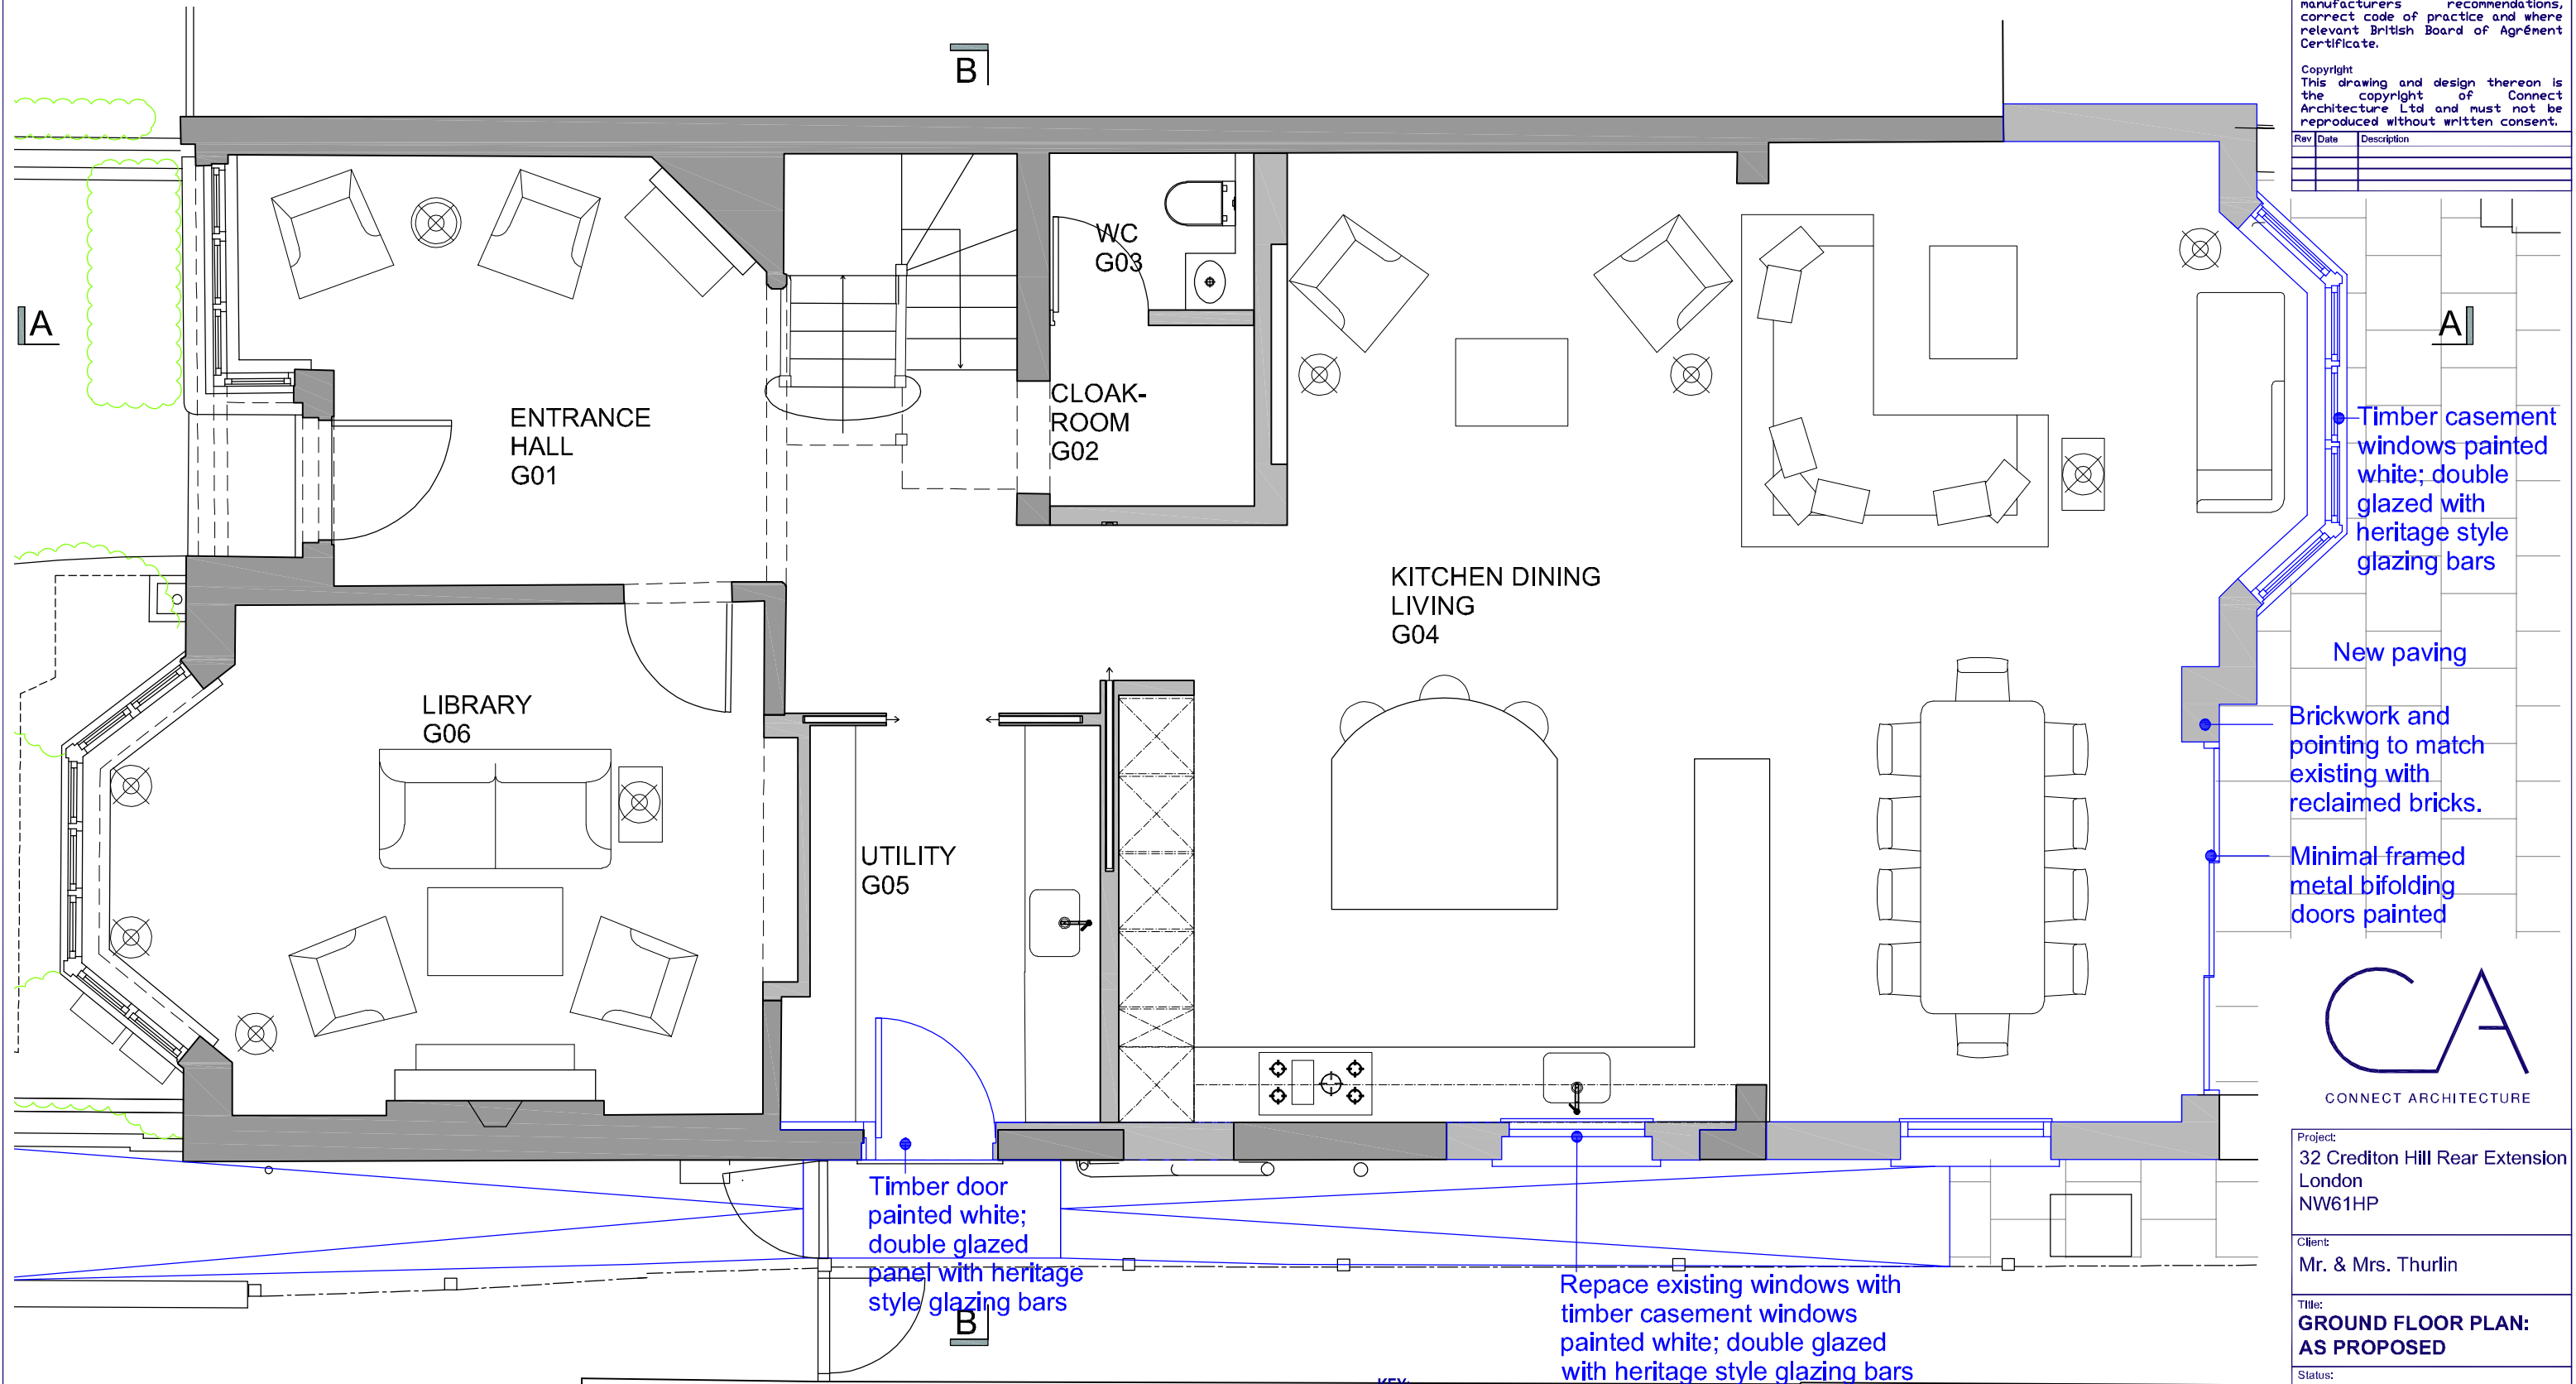 manufacturers recommendations,
correct code of practice and where
relevant British Board of Agrément
Certificate.
Copyright
This drawing and design thereon is
the copyright of Connect
Architecture Ltd and must not be
reproduced without written consent.
Rev Date Description
B
A
A
WC
G03
ENTRANCE
HALL
G01
CLOAK-
ROOM
G02
Timber casement
windows painted
white; double
glazed with
heritage style
glazing bars
KITCHEN DINING
LIVING
G04
New paving
LIBRARY
G06
Brickwork and
pointing to match
existing with
reclaimed bricks.
UTILITY
G05
Minimal framed
metal bifolding
doors painted
CA
CONNECT ARCHITECTURE
Timber door
painted white;
double glazed
panel with heritage
style glazing bars
B
Repace existing windows with
timber casement windows
painted white; double glazed
with heritage style glazing bars
Project:
32 Crediton Hill Rear Extension
London
NW61HP
Client:
Mr. & Mrs. Thurlin
Title:
GROUND FLOOR PLAN:
AS PROPOSED
Status:
KEY: